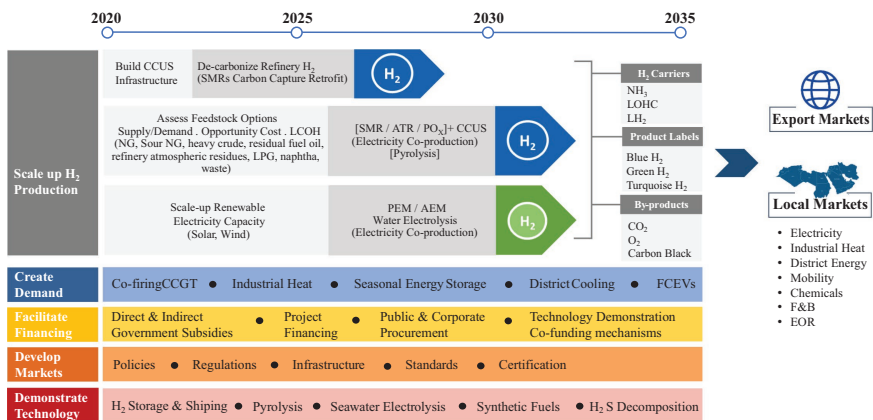 2020 2025 2030 2035
Scale up H₂
Production
Build CCUS
Infrastructure
De-carbonize Refinery H₂
(SMRs Carbon Capture Retrofit)
H₂
Assess Feedstock Options
Supply/Demand . Opportunity Cost . LCOH
(NG, Sour NG, heavy crude, residual fuel oil,
refinery atmospheric residues, LPG, naphtha,
waste)
[SMR / ATR / POₓ]+ CCUS
(Electricity Co-production)
[Pyrolysis]
H₂
Scale-up Renewable
Electricity Capacity
(Solar, Wind)
PEM / AEM
Water Electrolysis
(Electricity Co-production)
H₂
H₂ Carriers
NH₃
LOHC
LH₂
Product Labels
Blue H₂
Green H₂
Turquoise H₂
By-products
CO₂
O₂
Carbon Black
Export Markets
Local Markets
• Electricity
• Industrial Heat
• District Energy
• Mobility
• Chemicals
• F&B
• EOR
Create
Demand
Co-firingCCGT • Industrial Heat • Seasonal Energy Storage • District Cooling • FCEVs
Facilitate
Financing
Direct & Indirect
Government Subsidies
• Project
Financing
• Public & Corporate
Procurement
• Technology Demonstration
Co-funding mechanisms
Develop
Markets
Policies • Regulations • Infrastructure • Standards • Certification
Demonstrate
Technology
H₂ Storage & Shiping • Pyrolysis • Seawater Electrolysis • Synthetic Fuels • H₂ S Decomposition